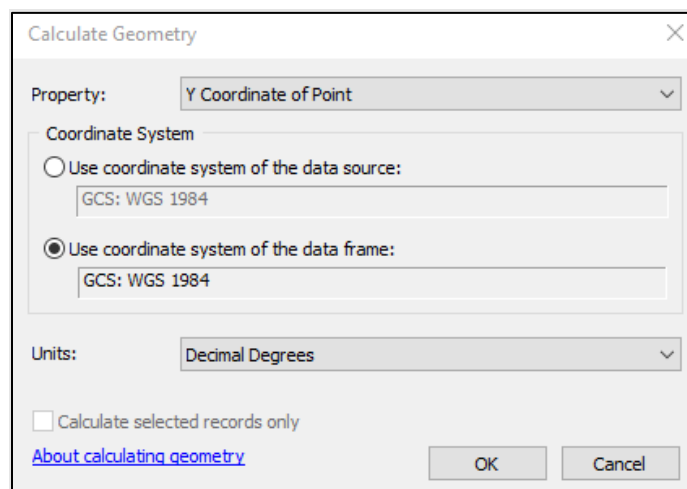 Calculate Geometry
Property:
Y Coordinate of Point
Coordinate System
Use coordinate system of the data source:
GCS: WGS 1984
Use coordinate system of the data frame:
GCS: WGS 1984
Units:
Decimal Degrees
Calculate selected records only
About calculating geometry
OK
Cancel